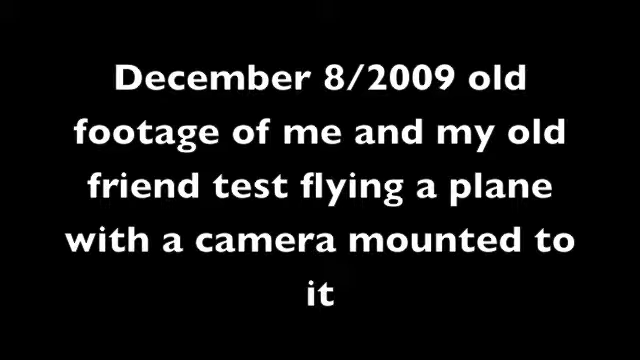 December 8/2009 old
footage of me and my old
friend test flying a plane
with a camera mounted to
it